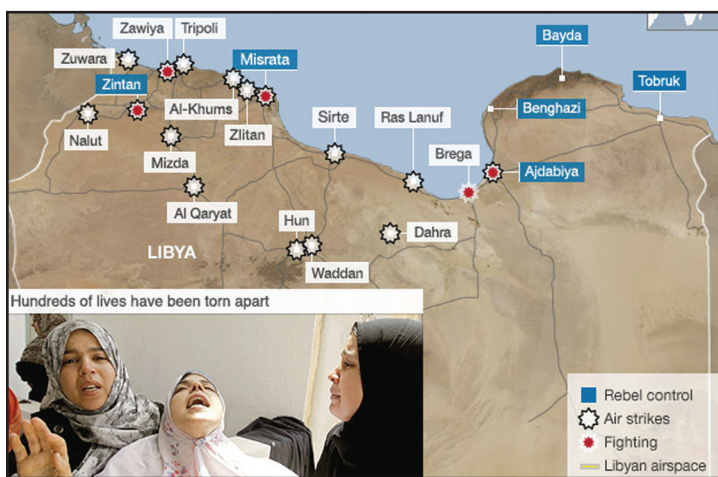 Zawiya
Tripoli
Bayda
Zuwara
Misrata
Tobruk
Zintan
Al-Khums
Benghazi
Sirte
Ras Lanuf
Zlitan
Nalut
Brega
Mizda
Ajdabiya
Al Qaryat
Hun
Dahra
LIBYA
Waddan
Hundreds of lives have been torn apart
Rebel control
Air strikes
Fighting
Libyan airspace